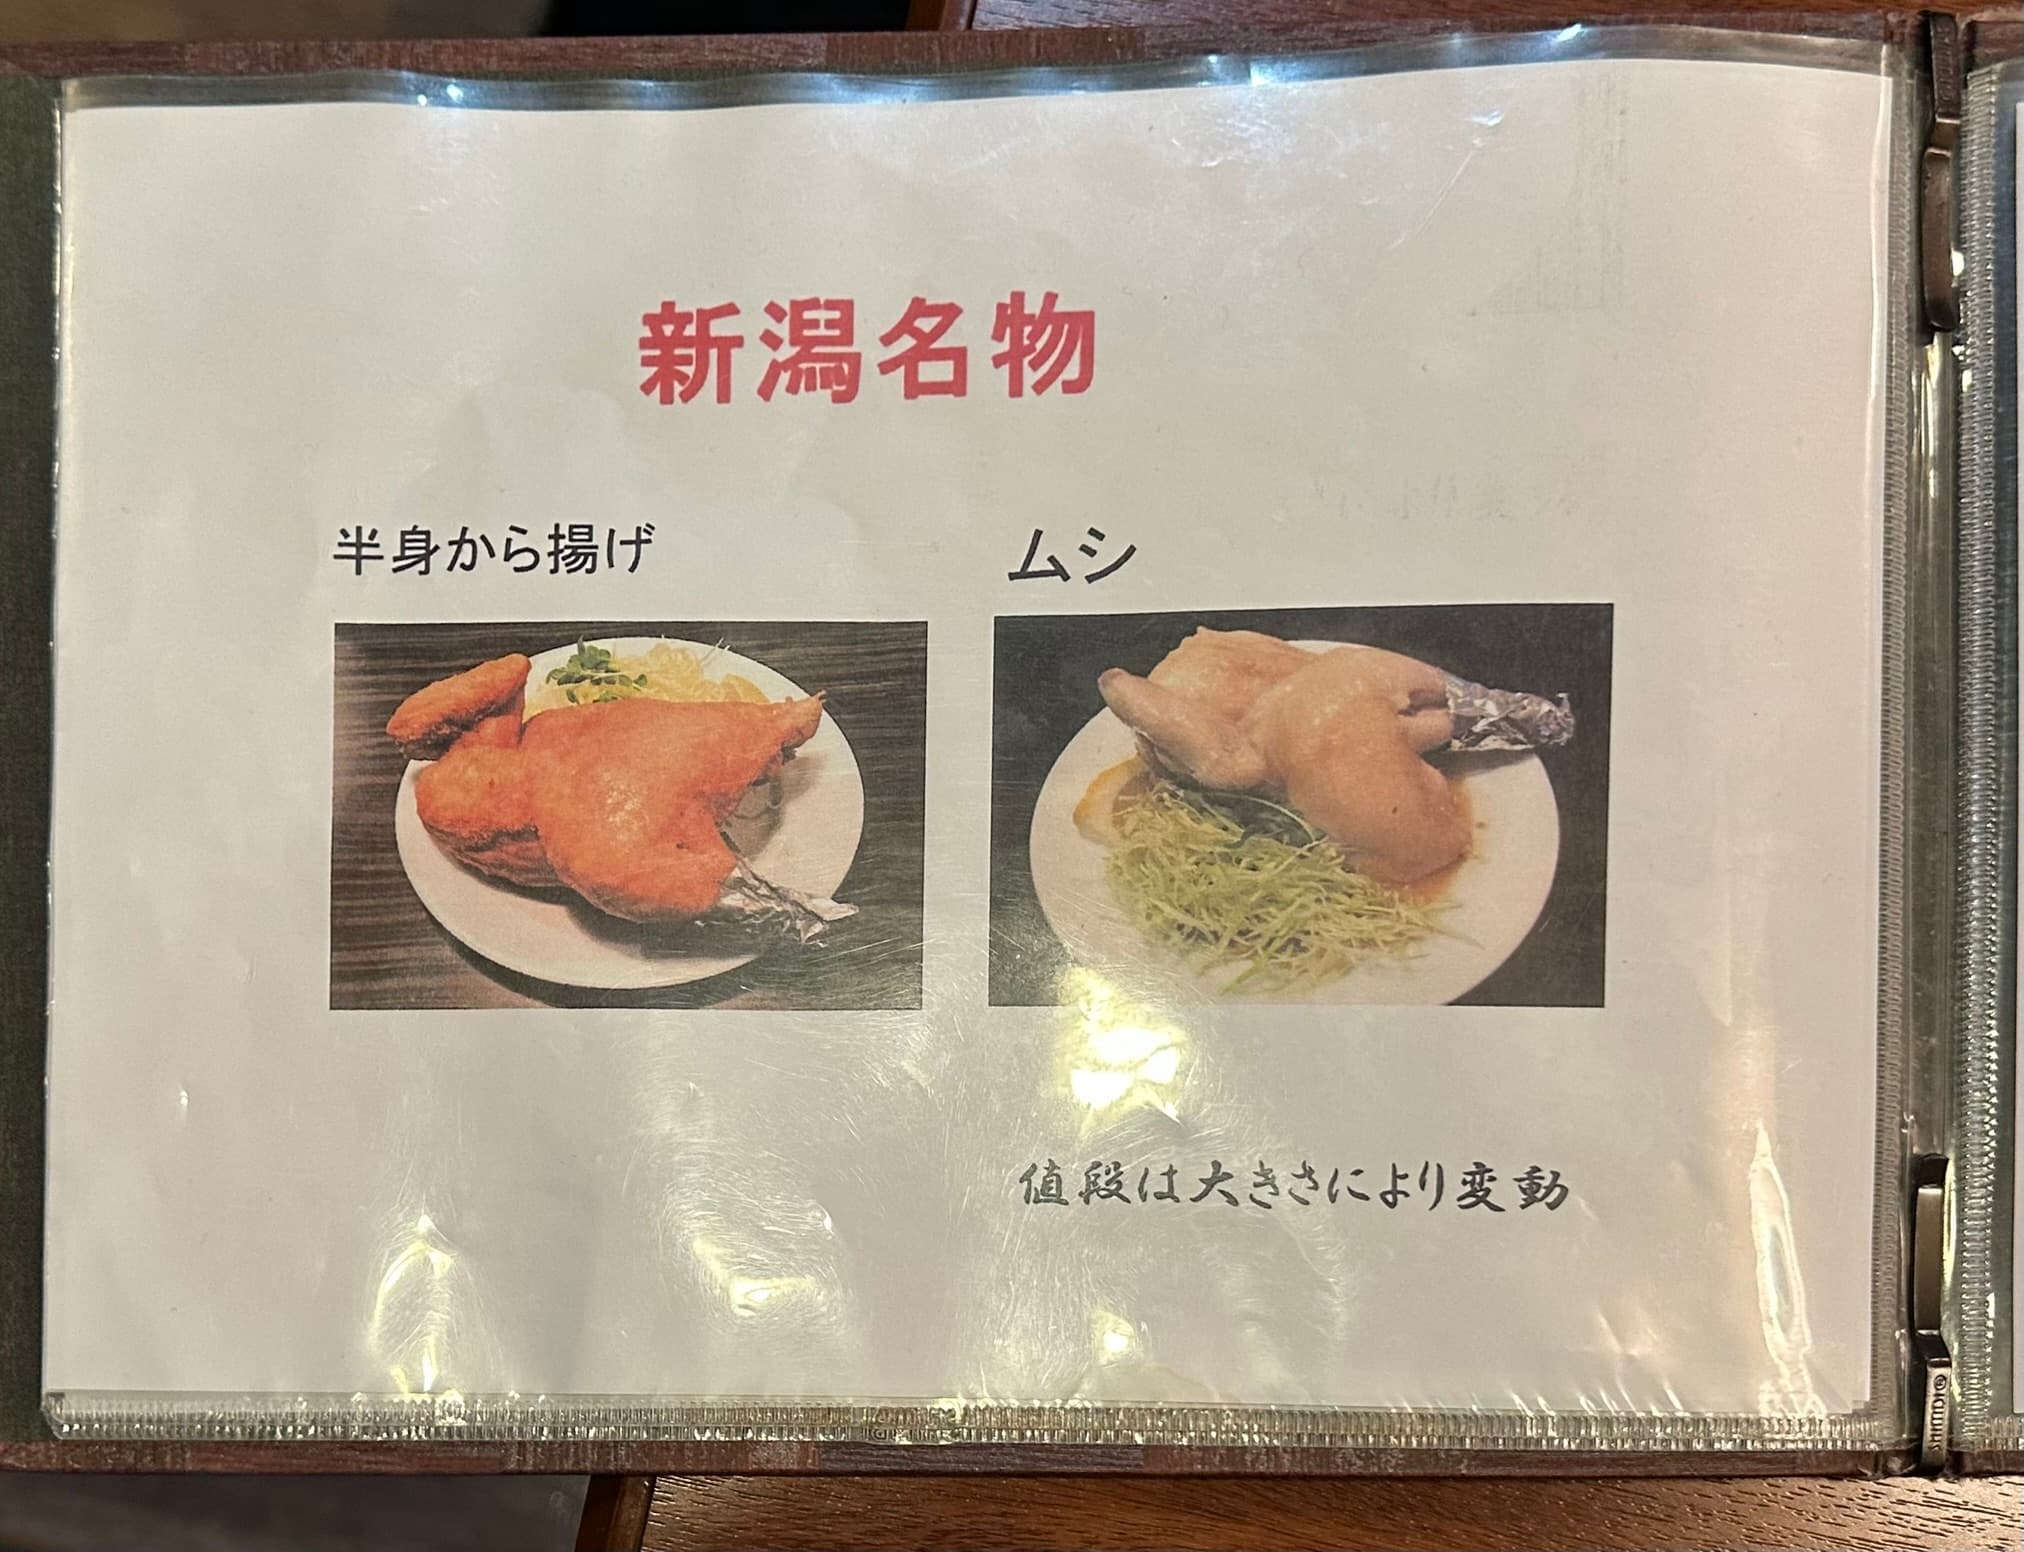 新潟名物
半身から揚げ
ムシ
値段は大きさにより変動